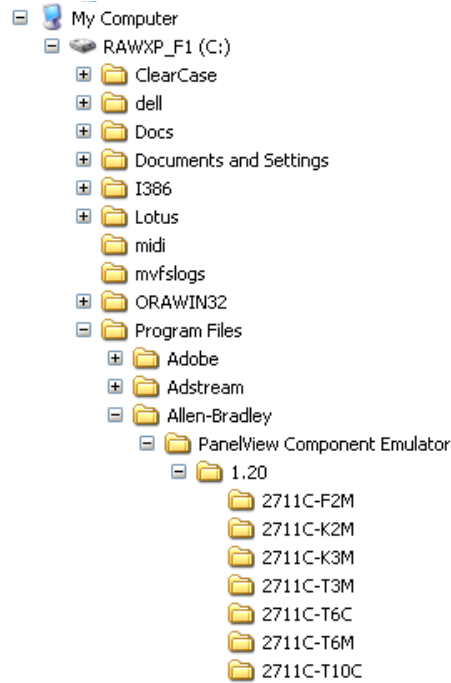 My Computer
RAWXP_F1 (C:)
ClearCase
dell
Docs
Documents and Settings
I386
Lotus
midi
mvfslogs
ORAWIN32
Program Files
Adobe
Adstream
Allen-Bradley
PanelView Component Emulator
1.20
2711C-F2M
2711C-K2M
2711C-K3M
2711C-T3M
2711C-T6C
2711C-T6M
2711C-T10C